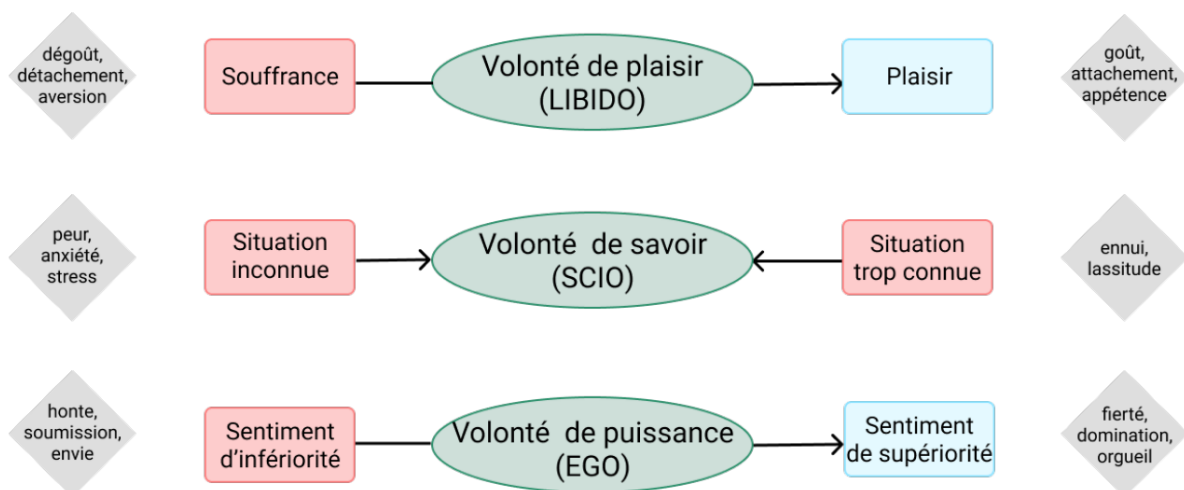 dégoût,
détachement,
aversion
Souffrance
Volonté de plaisir
(LIBIDO)
Plaisir
goût,
attachement,
appétence
peur,
anxiété,
stress
Situation
inconnue
Volonté de savoir
(SCIO)
Situation
trop connue
ennui,
lassitude
honte,
soumission,
envie
Sentiment
d'infériorité
Volonté de puissance
(EGO)
Sentiment
de supériorité
fierté,
domination,
orgueil